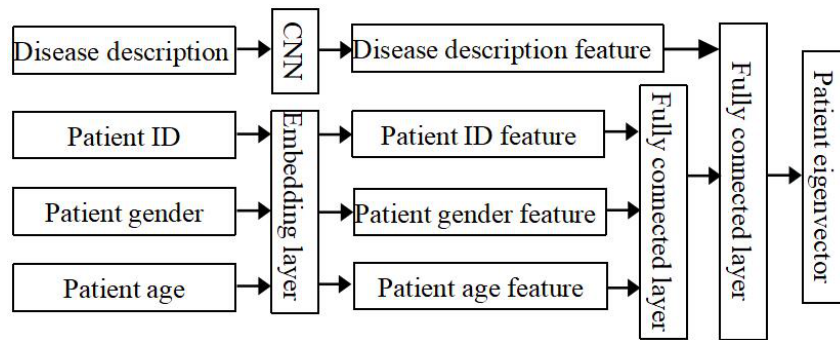 Disease description
CNN
Disease description feature
Patient ID
Embedding layer
Patient ID feature
Fully connected layer
Fully connected layer
Patient eigenvector
Patient gender
Patient gender feature
Patient age
Patient age feature